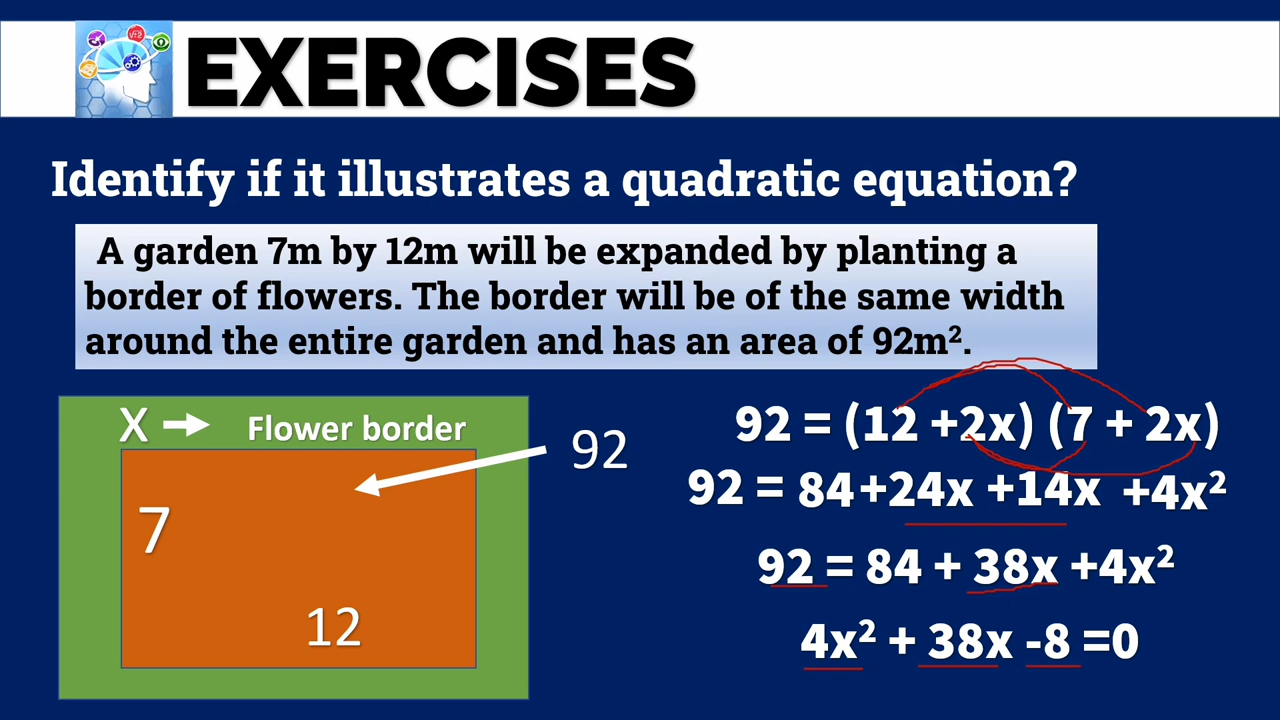 EXERCISES
Identify if it illustrates a quadratic equation?
A garden 7m by 12m will be expanded by planting a
border of flowers. The border will be of the same width
around the entire garden and has an area of 92m².
X Flower border
92
7
12
92 = (12 +2x) (7 + 2x)
92 = 84+24x +14x +4x²
92 = 84 + 38x +4x²
4x² + 38x -8 =0